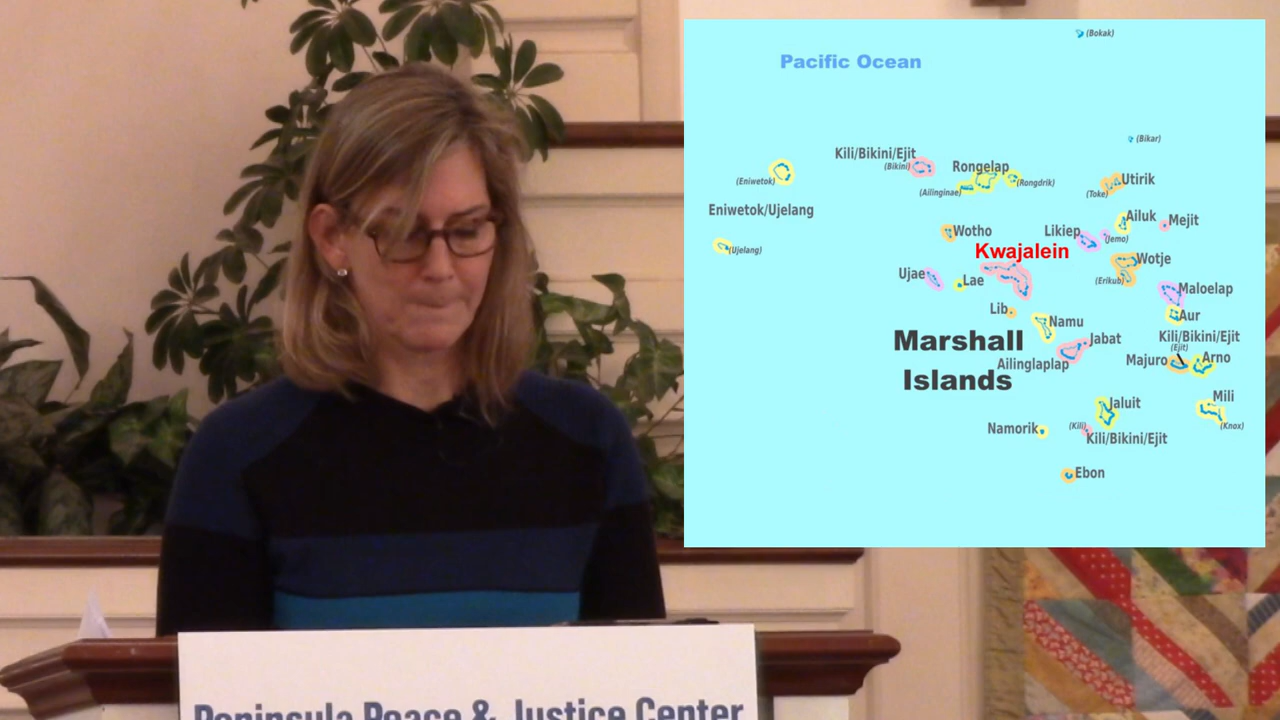 (Bokak)
Pacific Ocean
(Bikar)
Kili/Bikini/Ejit
(Bikini)
Rongelap
(Eniwetok)
(Ailinginae)
(Rongdrik)
Utirik
(Toke)
Eniwetok/Ujelang
Ailuk
Mejit
Wotho
Likiep
(Jemo)
(Ujelang)
Kwajalein
Wotje
Ujae
Lae
(Erikub)
Maloelap
Lib
Aur
Namu
Marshall
Jabat
Kili/Bikini/Ejit
(Ejit)
Ailinglaplap
Majuro
Arno
Islands
Jaluit
Mili
Namorik
(Kili)
(Knox)
Kili/Bikini/Ejit
Ebon
Peninsula Peace & Justice Center